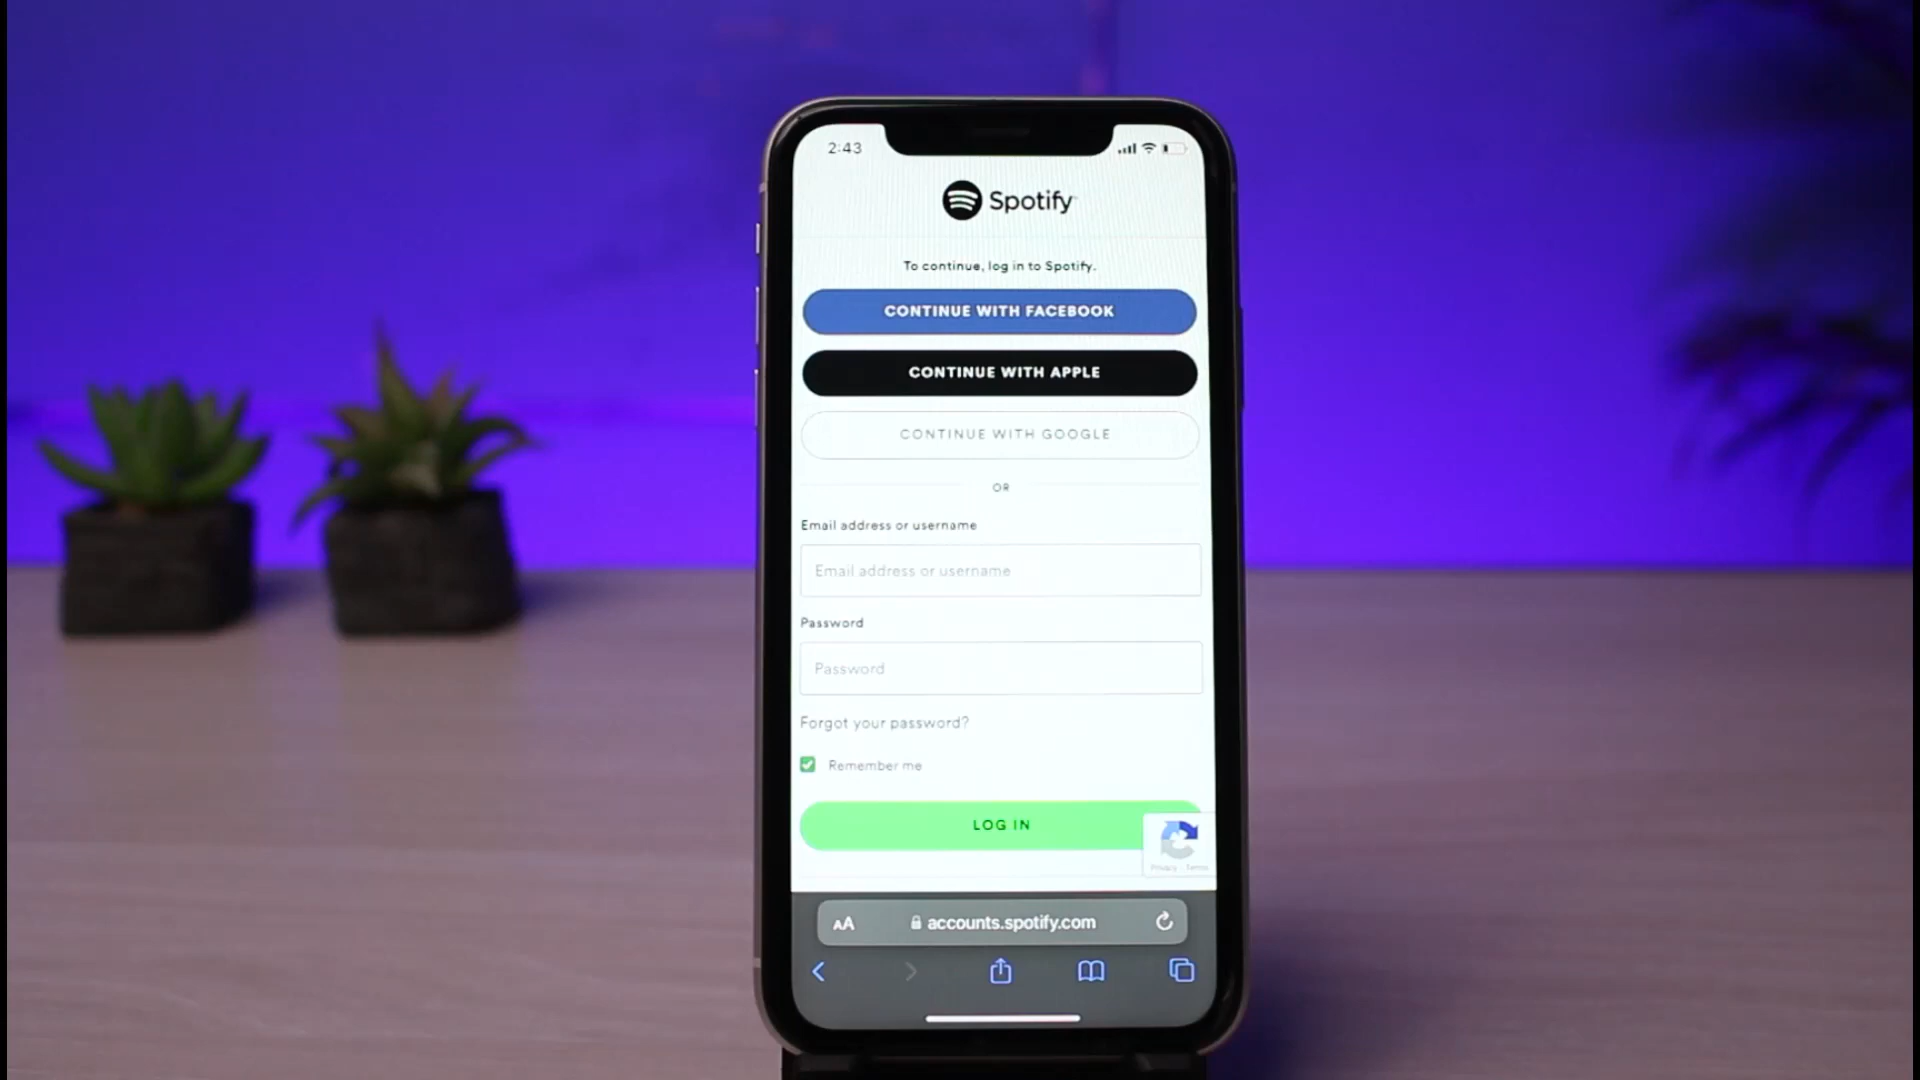 2:43
Spotify
To continue, log in to Spotify.
CONTINUE WITH FACEBOOK
CONTINUE WITH APPLE
CONTINUE WITH GOOGLE
OR
Email address or username
Email address or username
Password
Password
Forgot your password?
Remember me
LOG IN
Privacy - Terms
AA
accounts.spotify.com